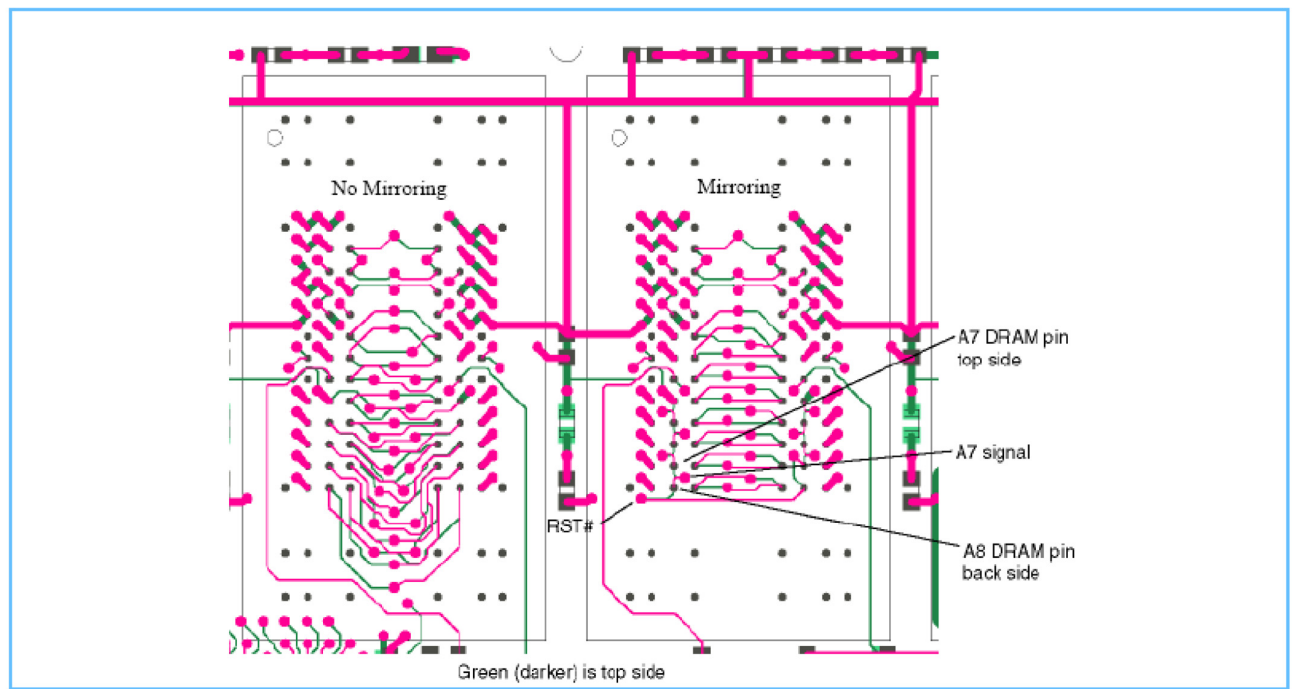 No Mirroring
Mirroring
A7 DRAM pin
top side
A7 signal
RST#
A8 DRAM pin
back side
Green (darker) is top side